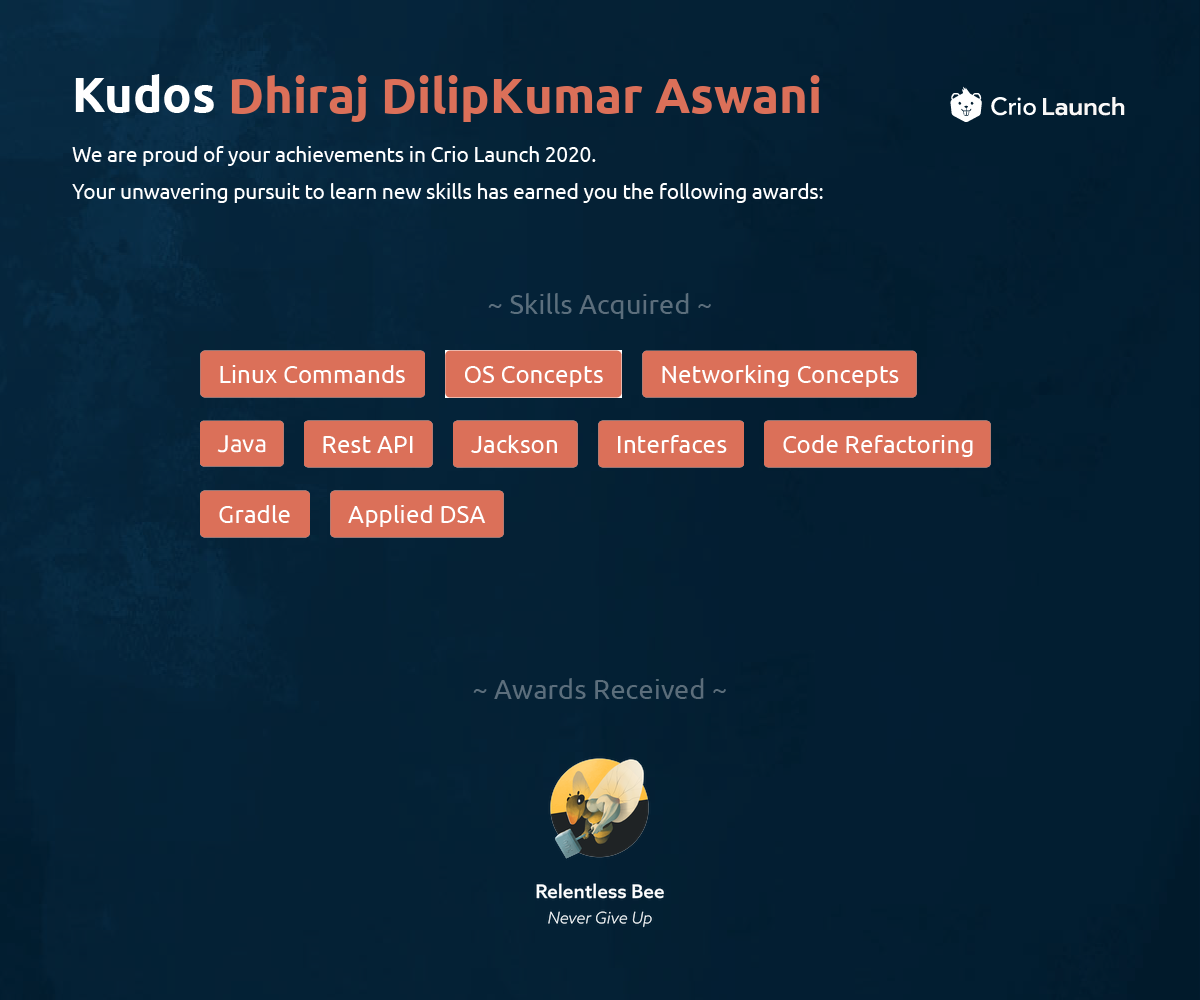 Kudos Dhiraj DilipKumar Aswani
Crio Launch
We are proud of your achievements in Crio Launch 2020.
Your unwavering pursuit to learn new skills has earned you the following awards:
~ Skills Acquired ~
Linux Commands OS Concepts Networking Concepts
Java Rest API Jackson Interfaces Code Refactoring
Gradle Applied DSA
~ Awards Received ~
Relentless Bee
Never Give Up